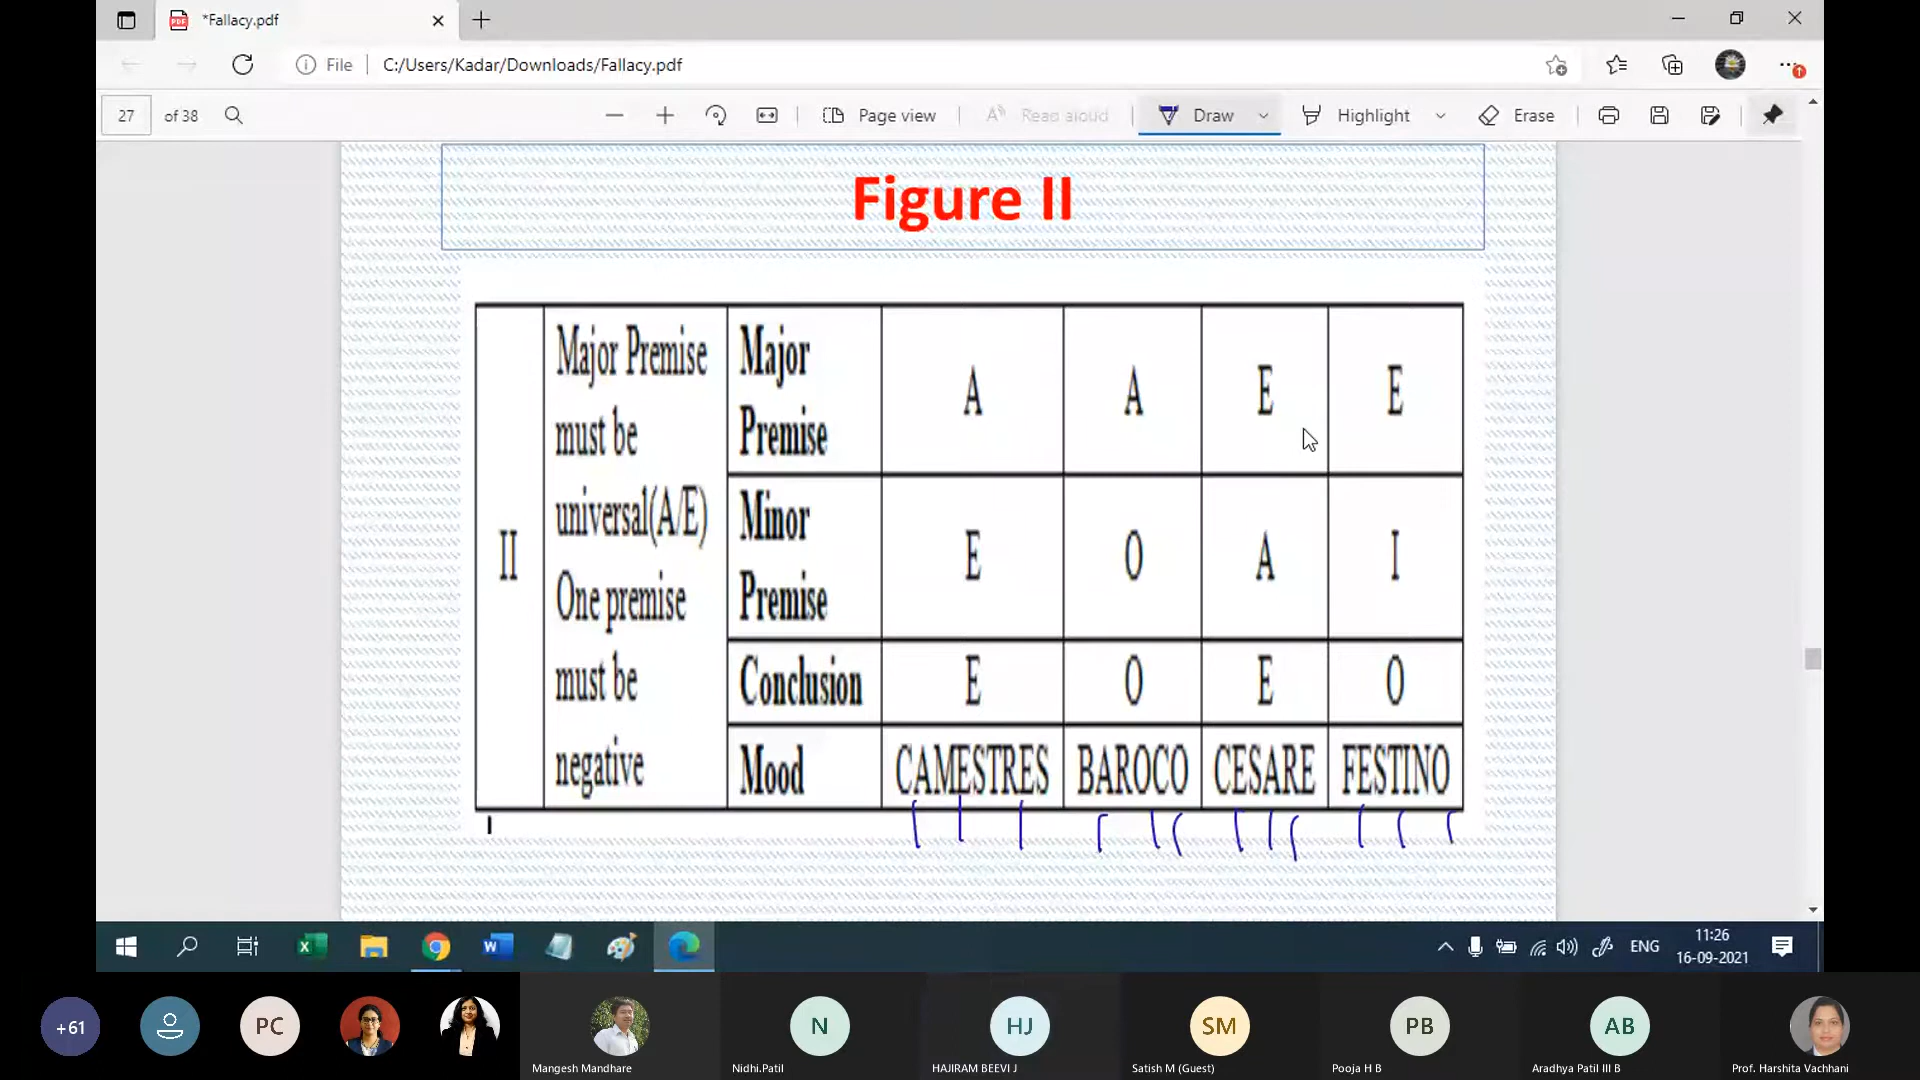 *Fallacy.pdf
File
C:/Users/Kadar/Downloads/Fallacy.pdf
27 of 38
Page view
Read aloud
Draw
Highlight
Erase
Figure II
II
Major Premise
must be
universal(A/E)
One premise
must be
negative
Major
Premise
A A E E
Minor
Premise
E O A I
Conclusion E O E O
Mood CAMESTRES BAROCO CESARE FESTINO
ENG
11:26
16-09-2021
+61
PC
N
HJ
SM
PB
AB
Mangesh Mandhare
Nidhi.Patil
HAJIRAM BEEVI J
Satish M (Guest)
Pooja H B
Aradhya Patil III B
Prof. Harshita Vachhani